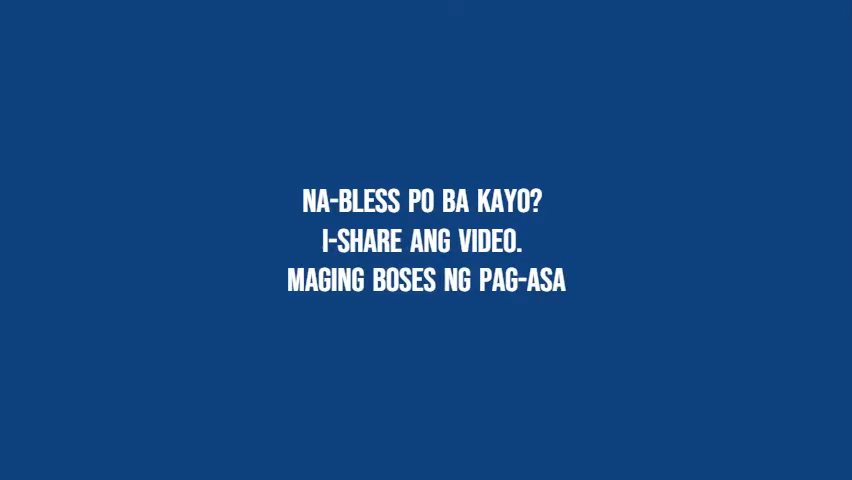 NA-BLESS PO BA KAYO?
I-SHARE ANG VIDEO.
MAGING BOSES NG PAG-ASA